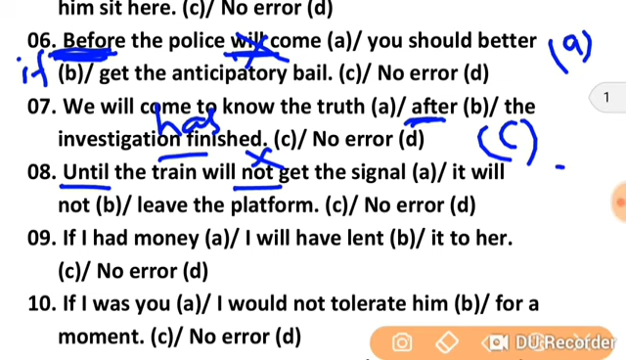 him sit here. (c)/ No error (d)
06. Before the police will come (a)/ you should better (a)
if (b)/ get the anticipatory bail. (c)/ No error (d)
07. We will come to know the truth (a)/ after (b)/ the
has
investigation finished. (c)/ No error (d) (C)
08. Until the train will not get the signal (a)/ it will
not (b)/ leave the platform. (c)/ No error (d)
09. If I had money (a)/ I will have lent (b)/ it to her.
(c)/ No error (d)
10. If I was you (a)/ I would not tolerate him (b)/ for a
moment. (c)/ No error (d)
1
DU Recorder